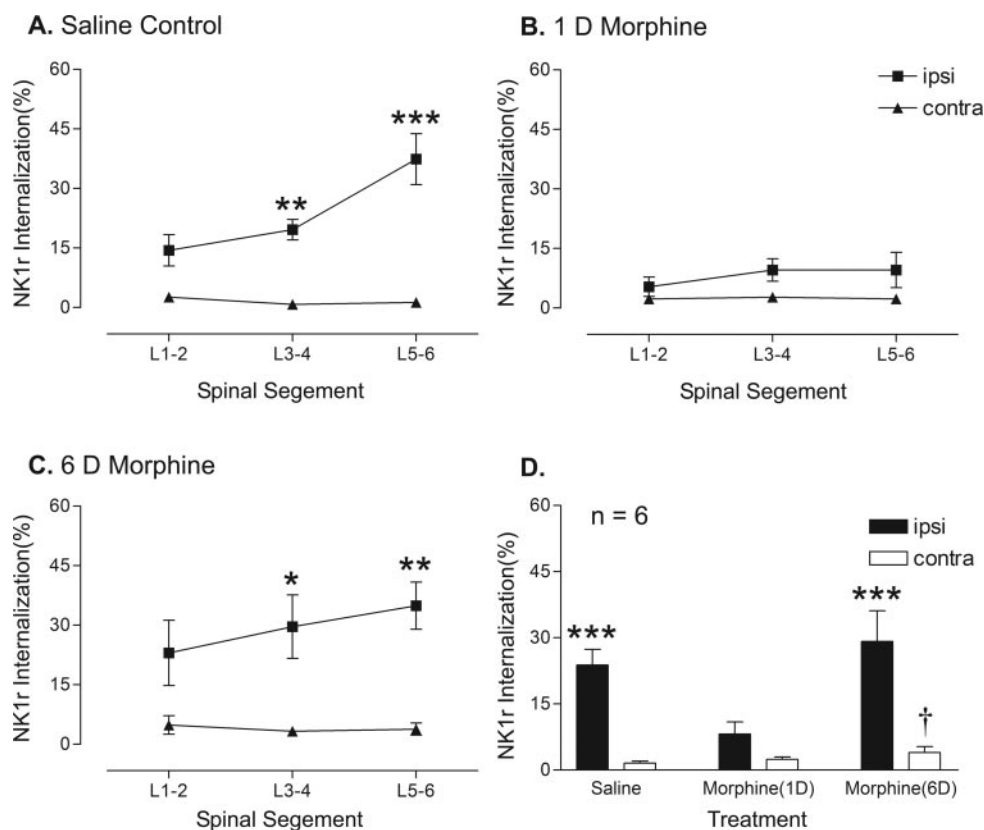 A. Saline Control
NK1r Internalization(%)
60
45
30
15
0
**
***
L1-2
L3-4
L5-6
Spinal Segement
B. 1 D Morphine
NK1r Internalization(%)
60
45
30
15
0
ipsi
contra
L1-2
L3-4
L5-6
Spinal Segement
C. 6 D Morphine
NK1r Internalization(%)
60
45
30
15
0
*
**
L1-2
L3-4
L5-6
Spinal Segement
D.
NK1r Internalization(%)
60
45
30
15
0
n = 6
ipsi
contra
***
***
†
Saline
Morphine(1D)
Morphine(6D)
Treatment